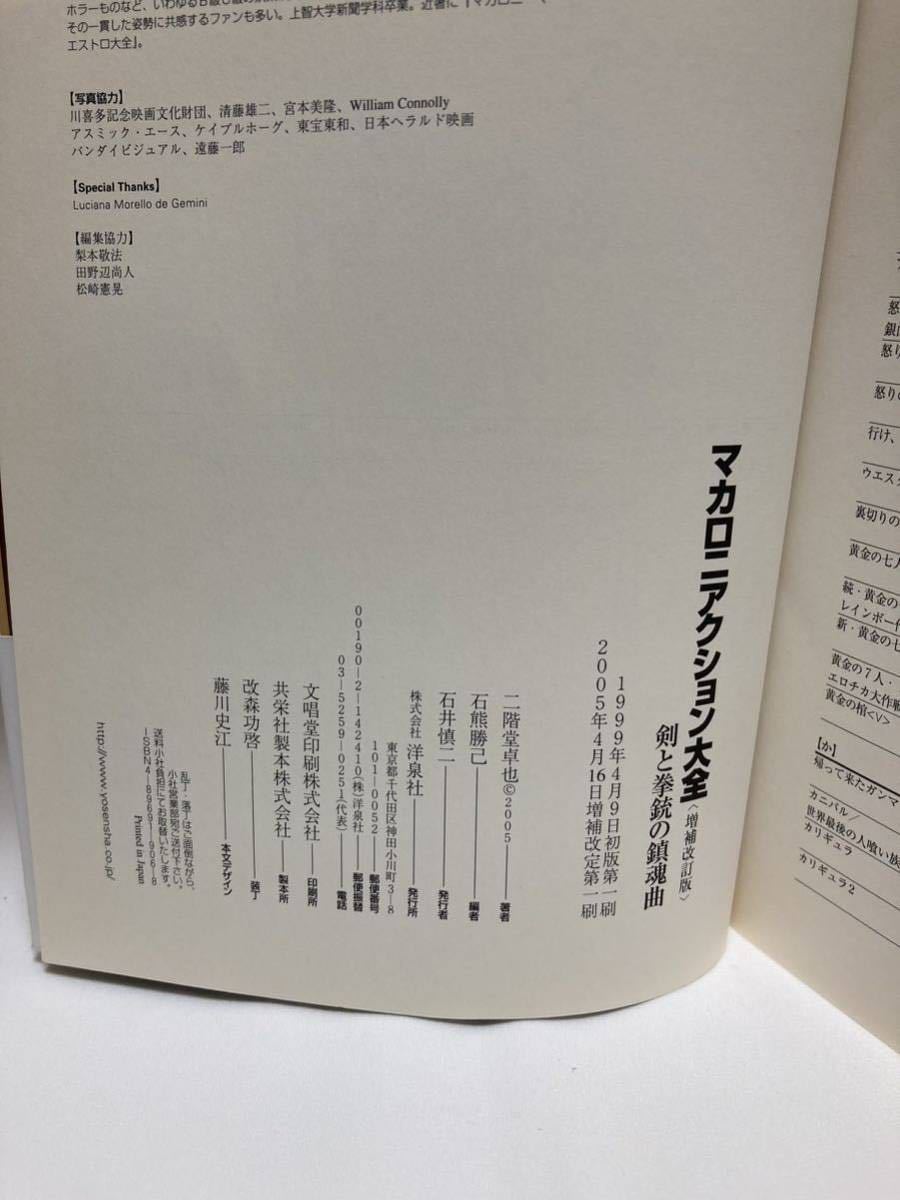 ホラーものなど、いわゆるB級C級の
その一貫した姿勢に共感するファンも多い。上智大学新聞学科卒業。近著に『マカロニ
エストロ大全』。
【写真協力】
川喜多記念映画文化財団、清藤雄二、宮本美隆、William Connolly
アスミック・エース、ケイブルホーグ、東宝東和、日本ヘラルド映画
バンダイビジュアル、遠藤一郎
【Special Thanks】
Luciana Morello de Gemini
【編集協力】
梨本敬法
田野辺尚人
松崎憲晃
マカロニアクション大全〈増補改訂版〉
剣と拳銃の鎮魂曲
1999年4月9日初版第一刷
2005年4月16日増補改定第一刷
二階堂卓也©2005——著者
石熊勝己——編者
石井慎二——発行者
株式会社 洋泉社——発行所
東京都千代田区神田小川町3-8
101-0052——郵便番号
00190-2-142410(株)洋泉社——郵便振替
03-5259-0251(代表)——電話
文唱堂印刷株式会社——印刷所
共栄社製本株式会社——製本所
改森功啓——装丁
藤川史江——本文デザイン
乱丁・落丁はご面倒ながら、
小社営業部宛ご送付下さい。
送料小社負担にてお取替いたします。
ISBN4-89691-906-8
Printed in Japan
http://www.yosensha.co.jp/
怒り
怒りの
行け、
ウエスタ
裏切りの
黄金の七人
続・黄金の
レインボー作
新・黄金の七
黄金の7人・
エロチカ大作戦
黄金の棺<V>
【か】
帰って来たガンマ
カニバル／
世界最後の人喰い族
カリギュラ
カリギュラ2